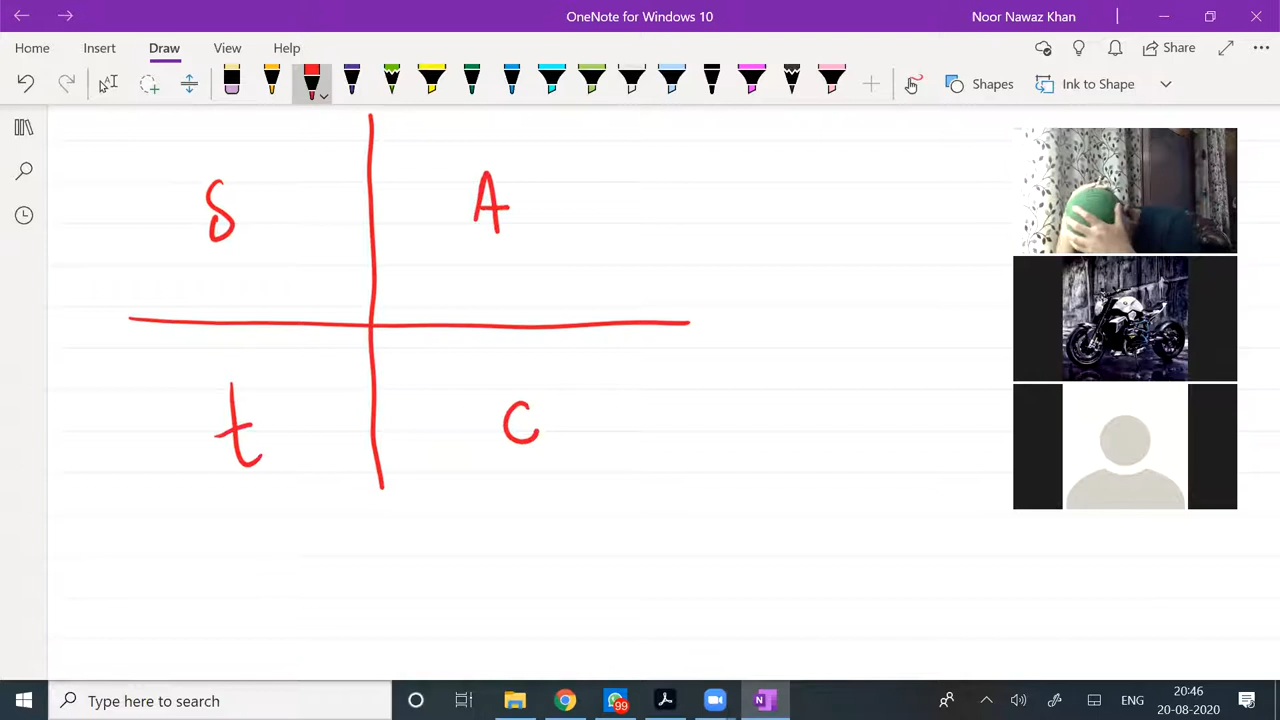 OneNote for Windows 10
Noor Nawaz Khan
Home Insert Draw View Help
Share
Shapes
Ink to Shape
S A
t C
Type here to search
99
N
ENG
20:46
20-08-2020